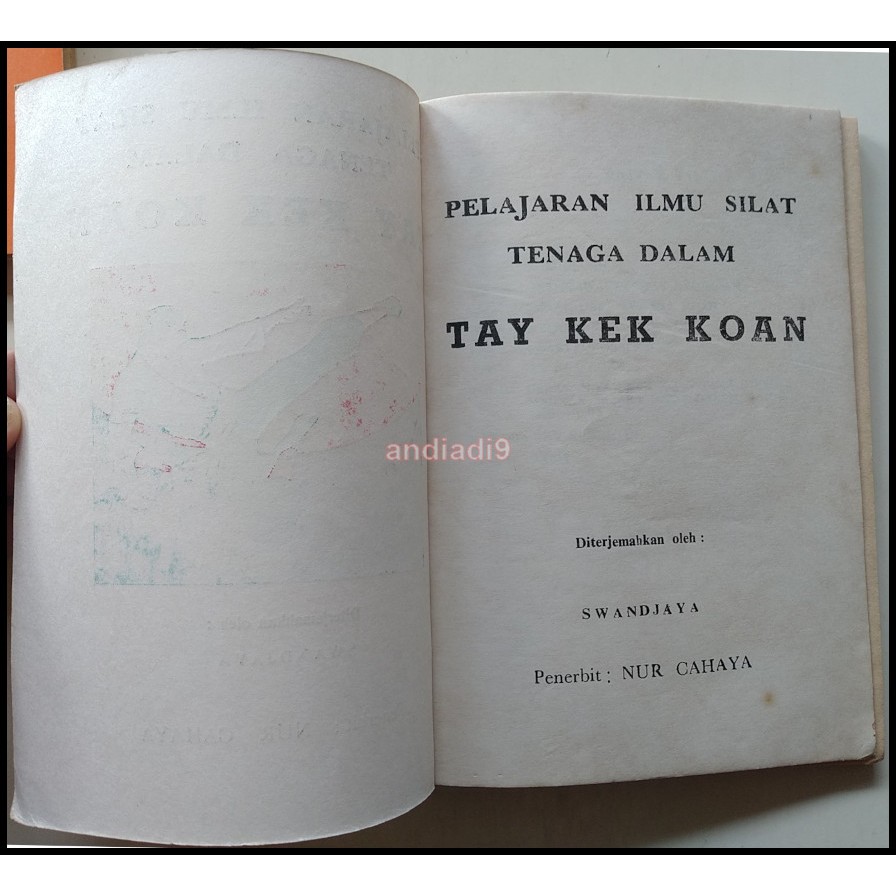 PELAJARAN ILMU SILAT
TENAGA DALAM
TAY KEK KOAN
andiadi9
Diterjemahkan oleh :
SWANDJAYA
Penerbit : NUR CAHAYA